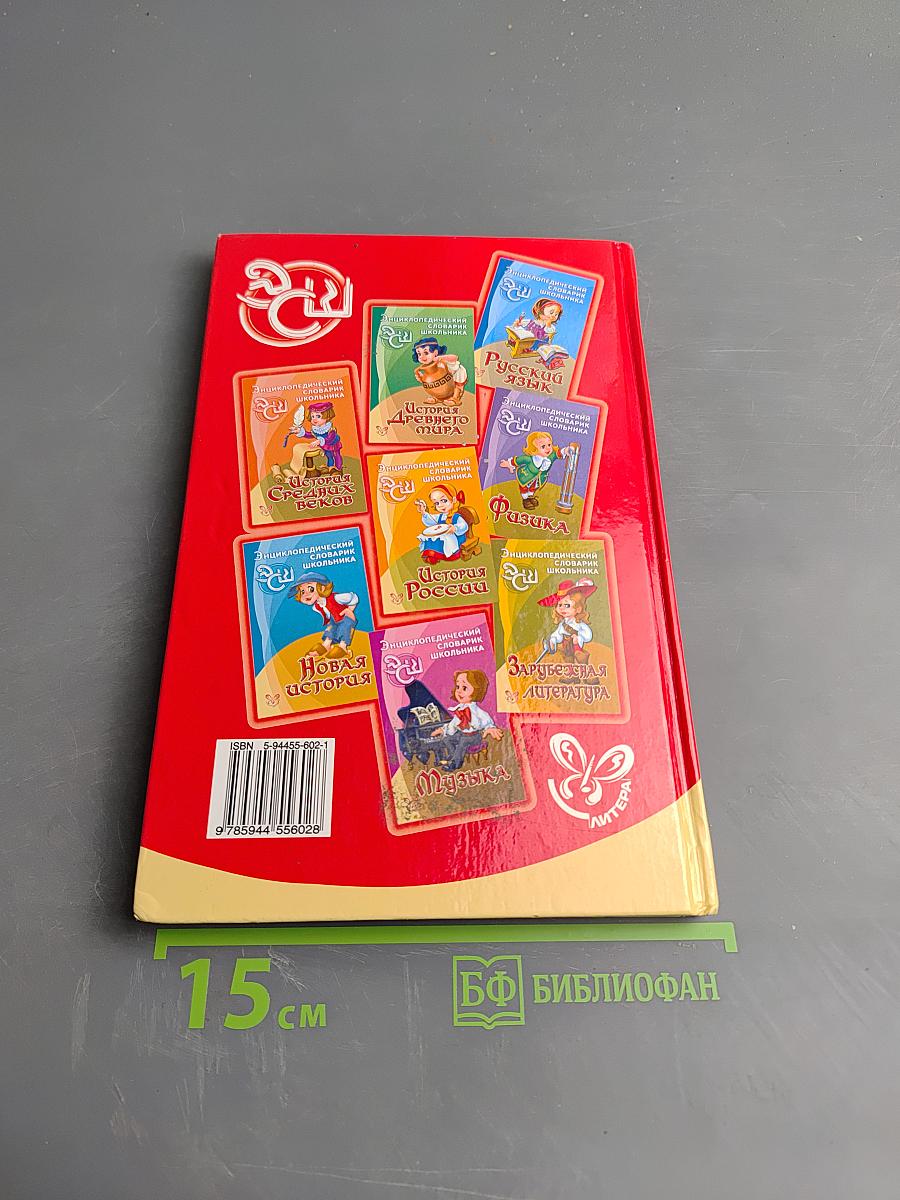 ЭСШ
Энциклопедический
словарик
школьника
ЭСШ
Русский
язык
Энциклопедический
словарик
школьника
ЭСШ
История
Древнего
мира
Энциклопедический
словарик
школьника
ЭСШ
История
Средних
веков
Энциклопедический
словарик
школьника
ЭСШ
Физика
Энциклопедический
словарик
школьника
ЭСШ
История
России
Энциклопедический
словарик
школьника
ЭСШ
Новая
история
Энциклопедический
словарик
школьника
ЭСШ
Зарубежная
литература
Энциклопедический
словарик
школьника
ЭСШ
Музыка
ISBN 5-94455-602-1
9 785944 556028
ЛИТЕРА
15 см
БФ БИБЛИОФАН